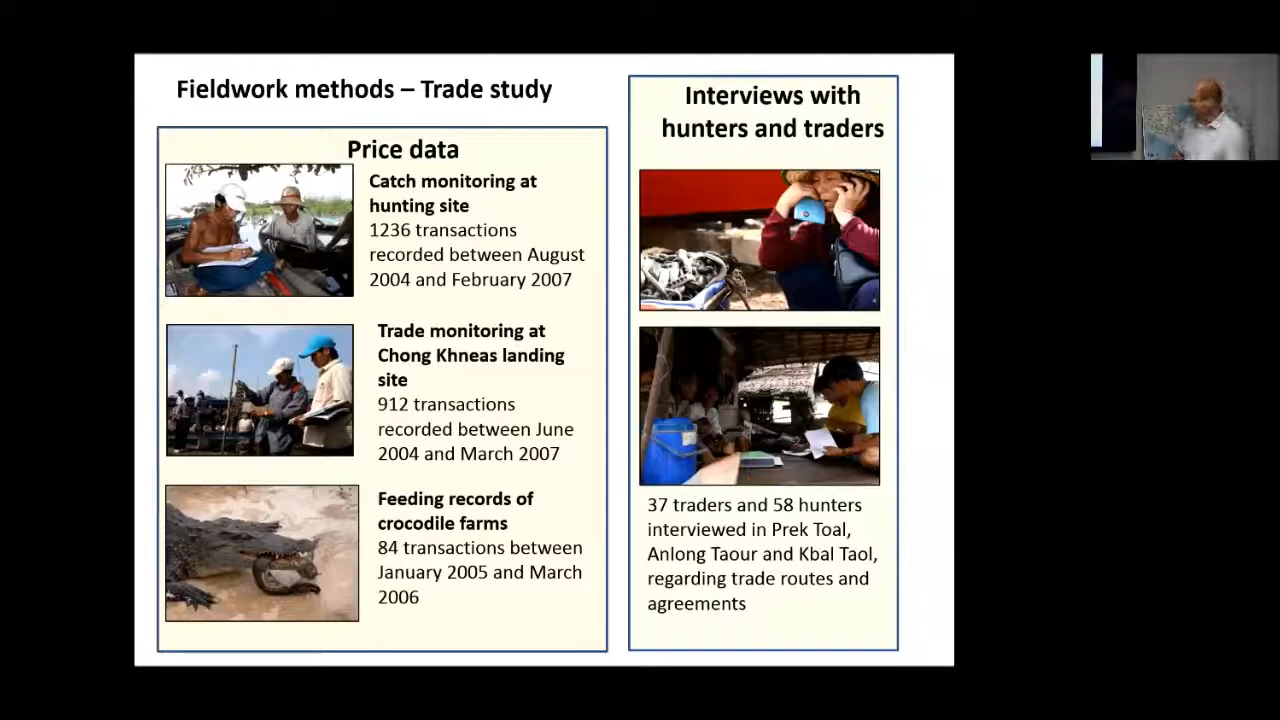 Fieldwork methods – Trade study
Price data
Catch monitoring at
hunting site
1236 transactions
recorded between August
2004 and February 2007
Trade monitoring at
Chong Khneas landing
site
912 transactions
recorded between June
2004 and March 2007
Feeding records of
crocodile farms
84 transactions between
January 2005 and March
2006
Interviews with
hunters and traders
37 traders and 58 hunters
interviewed in Prek Toal,
Anlong Taour and Kbal Taol,
regarding trade routes and
agreements